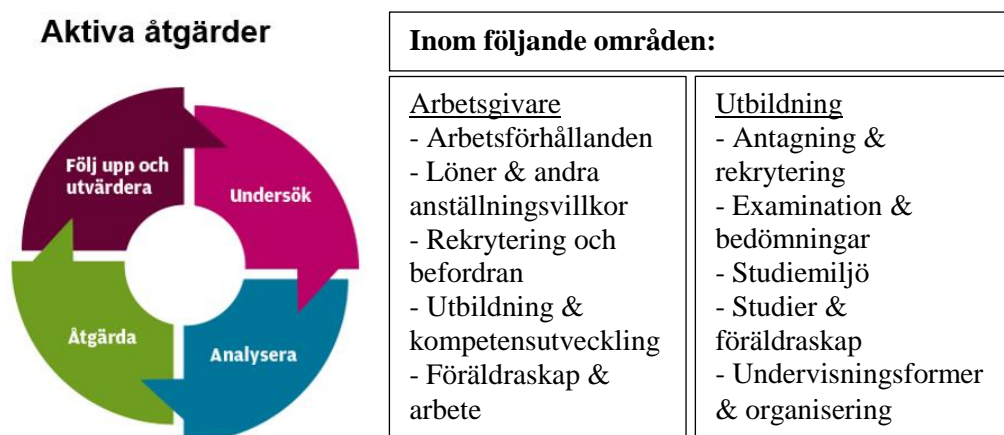 Aktiva åtgärder
Följ upp och
utvärdera
Undersök
Åtgärda
Analysera
Inom följande områden:
Arbetsgivare
- Arbetsförhållanden
- Löner & andra
anställningsvillkor
- Rekrytering och
befordran
- Utbildning &
kompetensutveckling
- Föräldraskap &
arbete
Utbildning
- Antagning &
rekrytering
- Examination &
bedömningar
- Studiemiljö
- Studier &
föräldraskap
- Undervisningsformer
& organisering